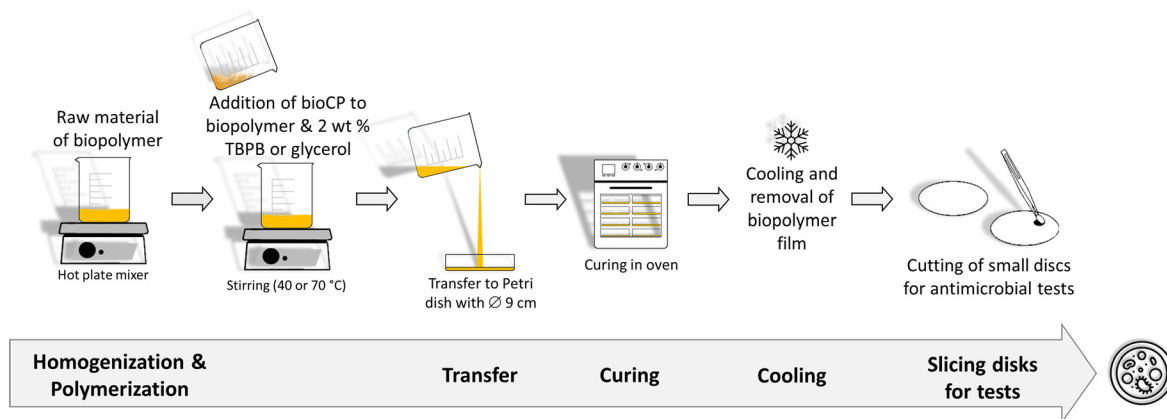 Raw material
of biopolymer
Hot plate mixer
Addition of bioCP to
biopolymer & 2 wt %
TBPB or glycerol
Stirring (40 or 70 °C)
Transfer to Petri
dish with ∅ 9 cm
Curing in oven
Cooling and
removal of
biopolymer
film
Cutting of small discs
for antimicrobial tests
Homogenization &
Polymerization
Transfer
Curing
Cooling
Slicing disks
for tests